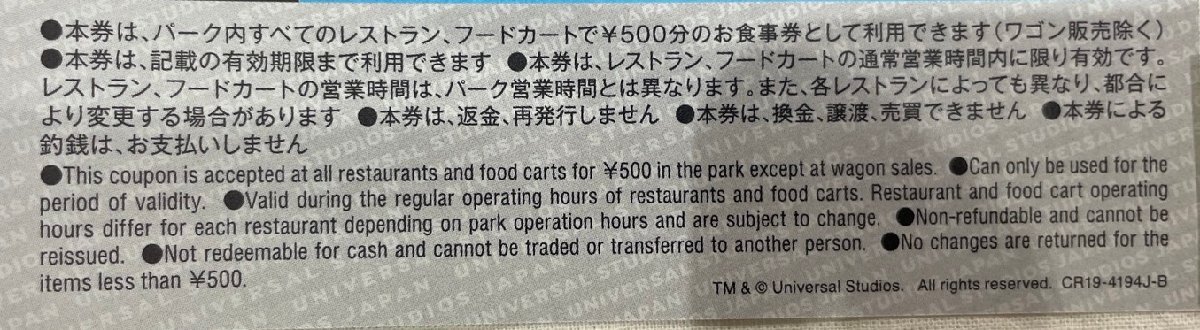 ●本券は、パーク内すべてのレストラン、フードカートで¥500分のお食事券として利用できます(ワゴン販売除く)
●本券は、記載の有効期限まで利用できます ●本券は、レストラン、フードカートの通常営業時間内に限り有効です。
レストラン、フードカートの営業時間は、パーク営業時間とは異なります。また、各レストランによっても異なり、都合に
より変更する場合があります ●本券は、返金、再発行しません ●本券は、換金、譲渡、売買できません ●本券による
釣銭は、お支払いしません
●This coupon is accepted at all restaurants and food carts for ¥500 in the park except at wagon sales. ●Can only be used for the
period of validity. ●Valid during the regular operating hours of restaurants and food carts. Restaurant and food cart operating
hours differ for each restaurant depending on park operation hours and are subject to change. ●Non-refundable and cannot be
reissued. ●Not redeemable for cash and cannot be traded or transferred to another person. ●No changes are returned for the
items less than ¥500.
TM & © Universal Studios. All rights reserved. CR19-4194J-B